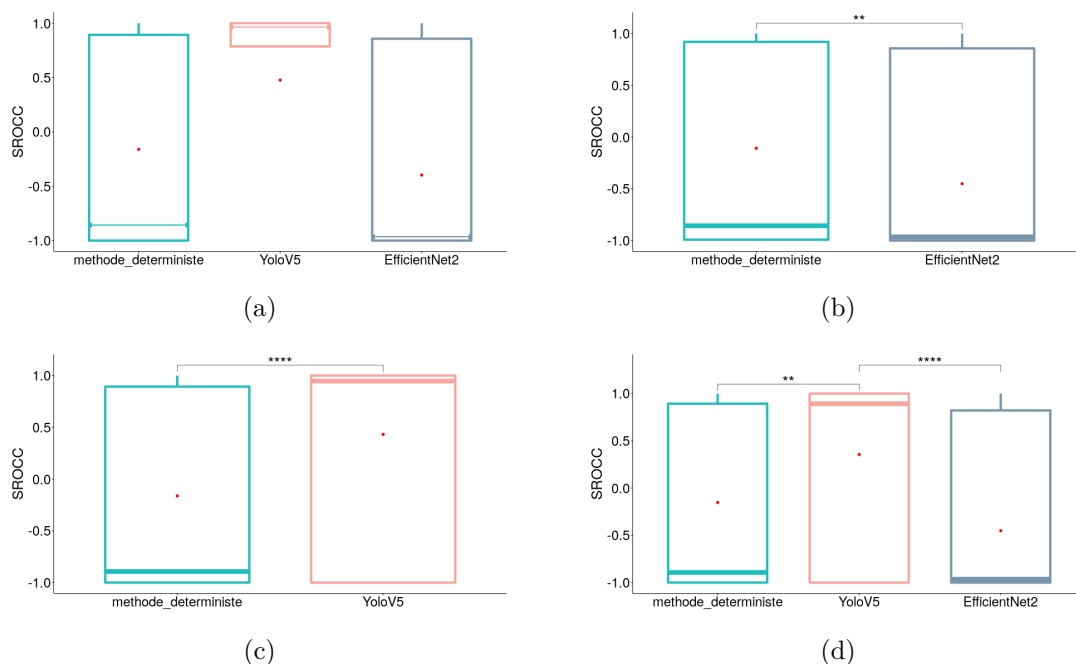 SROCC
1.0
0.5
0.0
-0.5
-1.0
methode_deterministe YoloV5 EfficientNet2
(a)
**
SROCC
1.0
0.5
0.0
-0.5
-1.0
methode_deterministe EfficientNet2
(b)
****
SROCC
1.0
0.5
0.0
-0.5
-1.0
methode_deterministe YoloV5
(c)
****
**
SROCC
1.0
0.5
0.0
-0.5
-1.0
methode_deterministe YoloV5 EfficientNet2
(d)